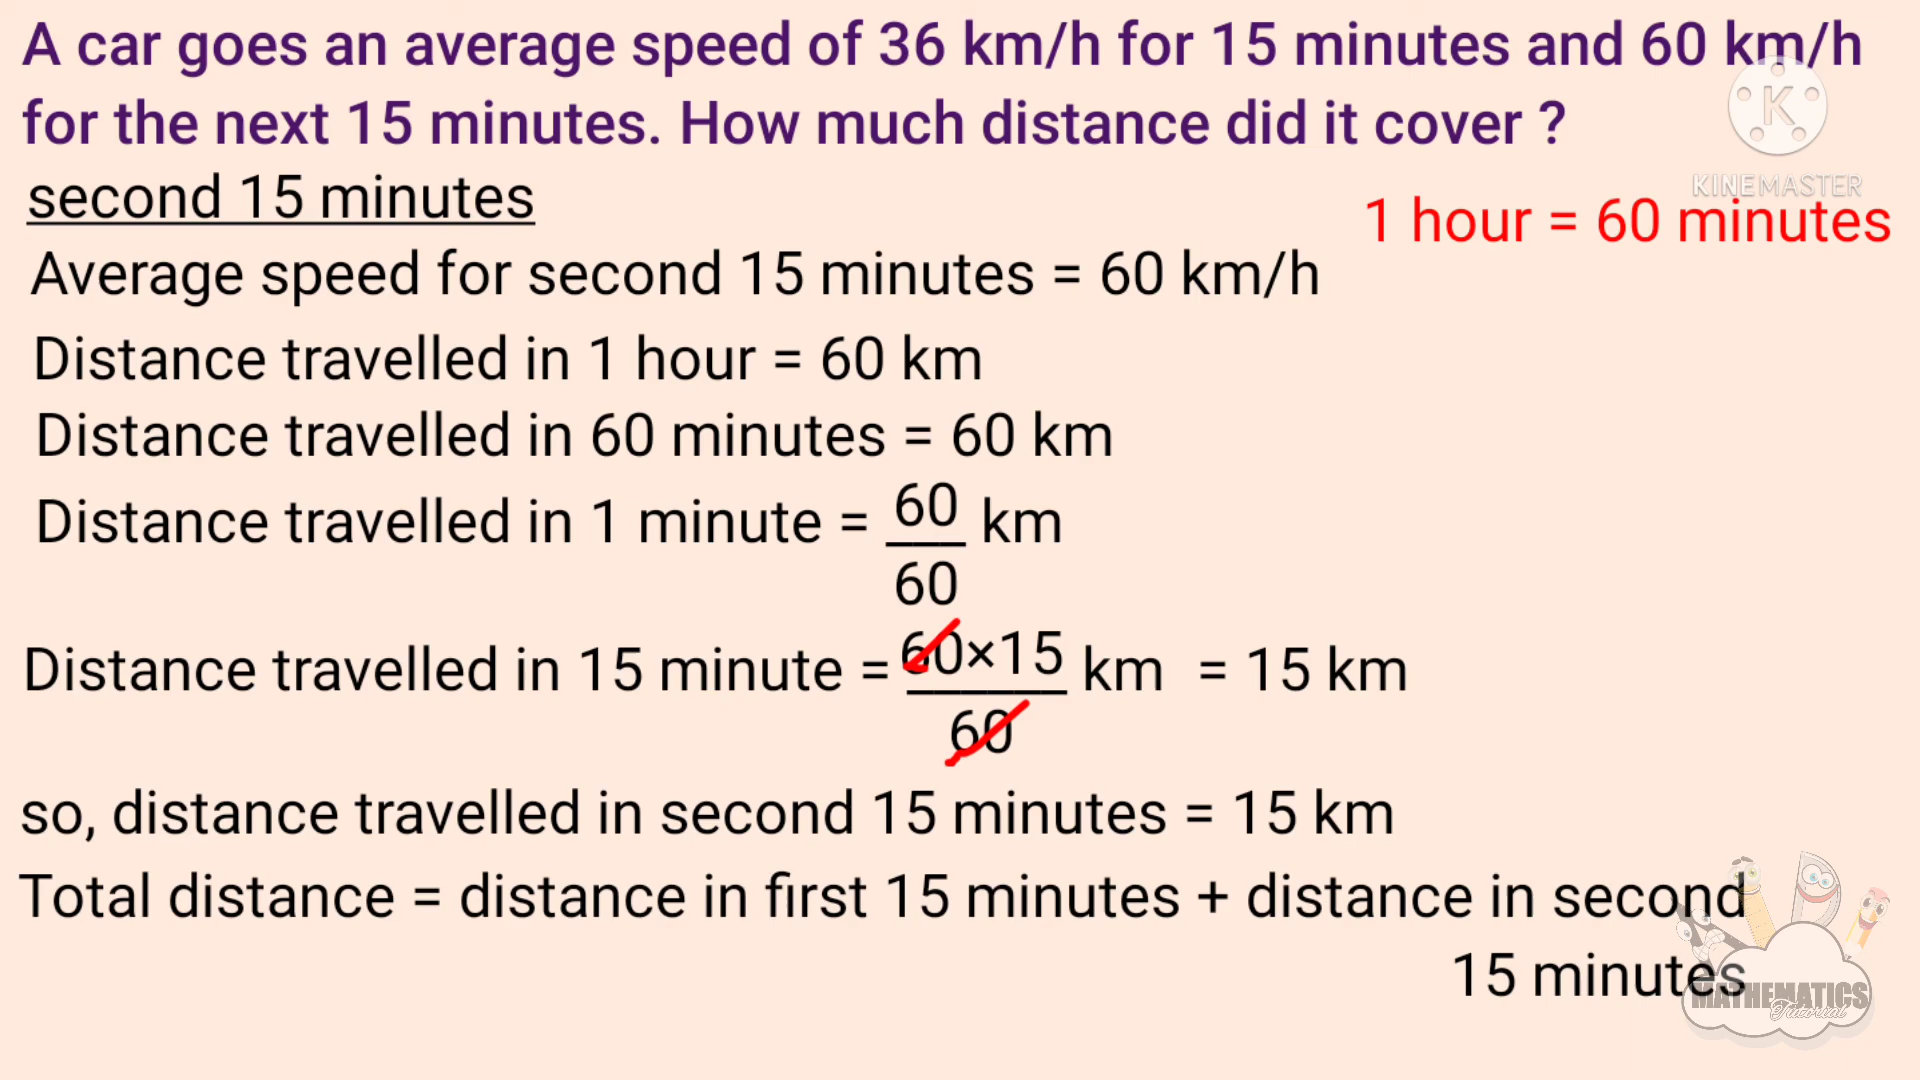 A car goes an average speed of 36 km/h for 15 minutes and 60 km/h
for the next 15 minutes. How much distance did it cover ?
K
KINEMASTER
second 15 minutes
1 hour = 60 minutes
Average speed for second 15 minutes = 60 km/h
Distance travelled in 1 hour = 60 km
Distance travelled in 60 minutes = 60 km
Distance travelled in 1 minute = 60/60 km
Distance travelled in 15 minute = 60×15/60 km = 15 km
so, distance travelled in second 15 minutes = 15 km
Total distance = distance in first 15 minutes + distance in second
15 minutes
MATHEMATICS
Tutorial